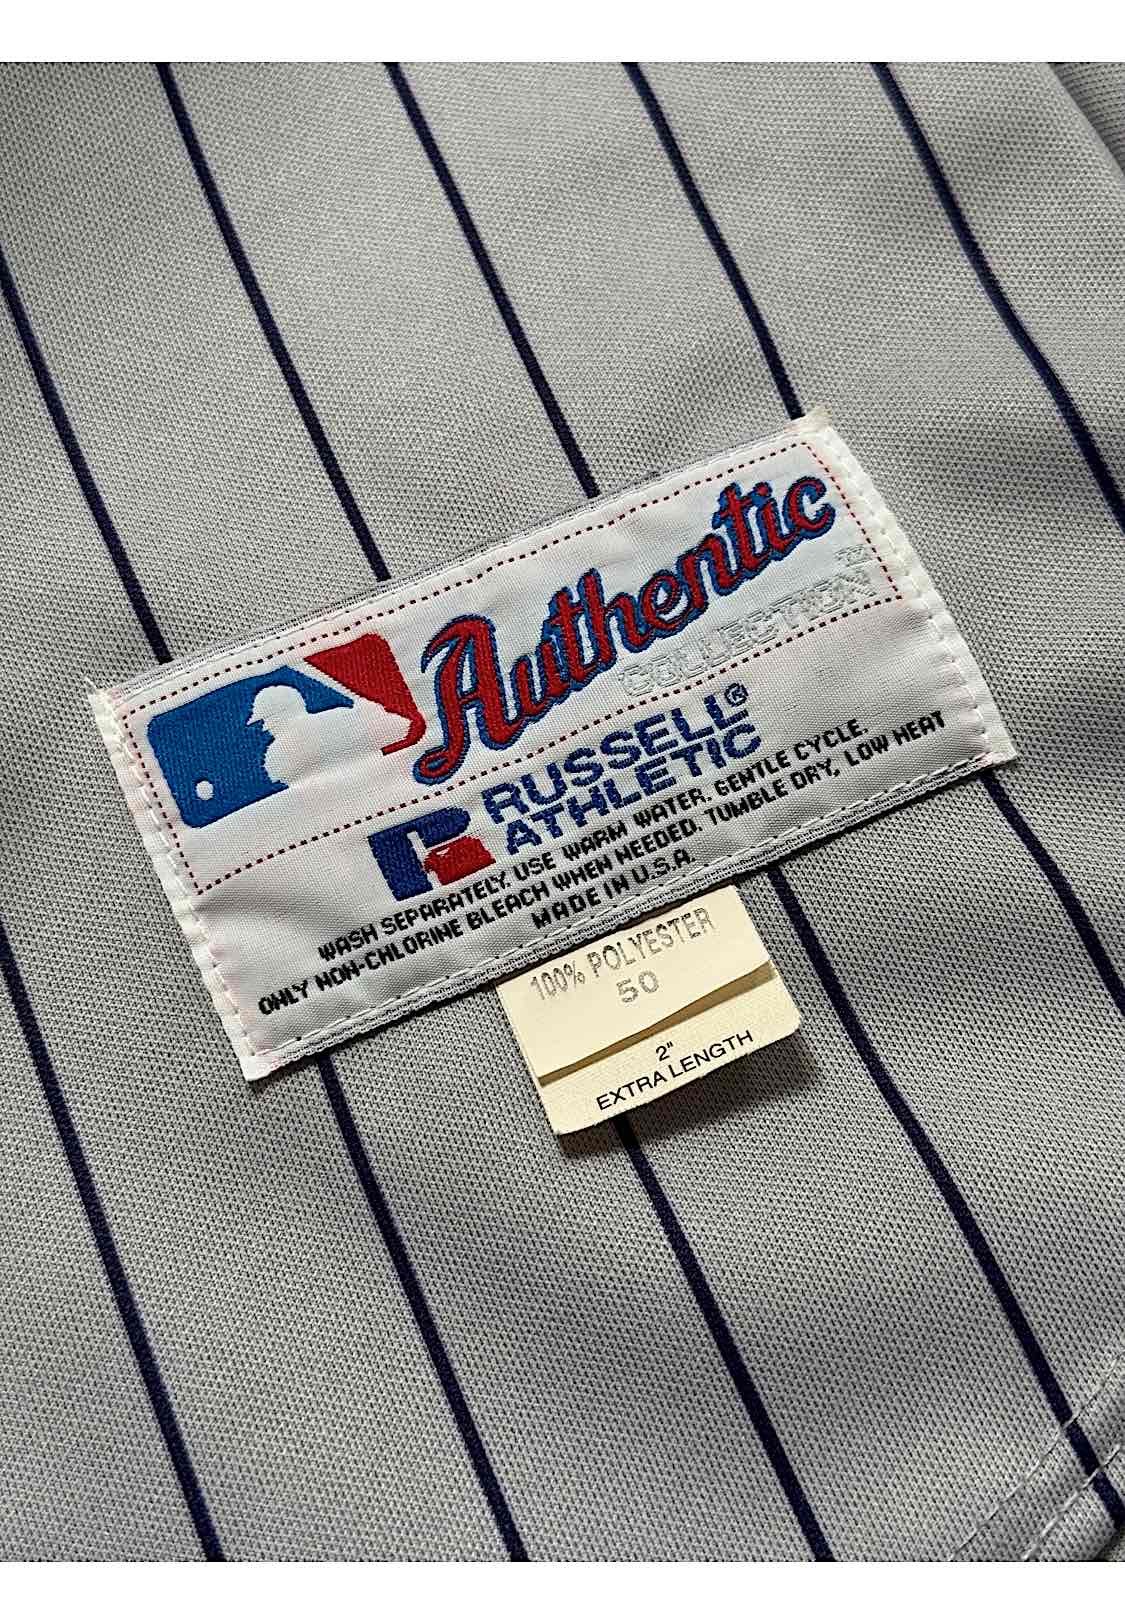 Authentic
COLLECTION™
RUSSELL®
ATHLETIC
WASH SEPARATELY. USE WARM WATER. GENTLE CYCLE.
ONLY NON-CHLORINE BLEACH WHEN NEEDED. TUMBLE DRY, LOW HEAT
MADE IN U.S.A.
100% POLYESTER
50
2"
EXTRA LENGTH